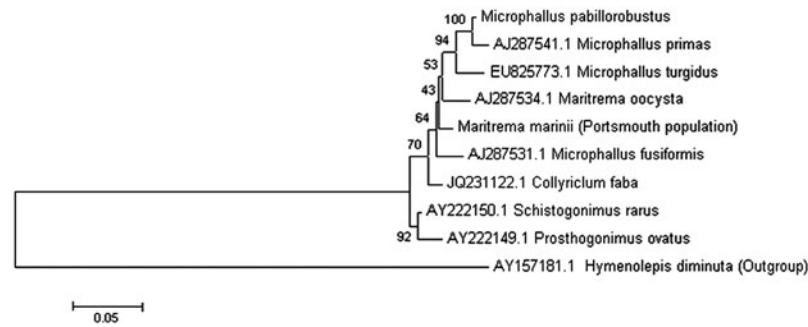 100 Microphallus pabillorobustus
94 AJ287541.1 Microphallus primas
53 EU825773.1 Microphallus turgidus
43 AJ287534.1 Maritrema oocysta
64 Maritrema marinii (Portsmouth population)
70 AJ287531.1 Microphallus fusiformis
JQ231122.1 Collyriclum faba
AY222150.1 Schistogonimus rarus
92 AY222149.1 Prosthogonimus ovatus
AY157181.1 Hymenolepis diminuta (Outgroup)
0.05